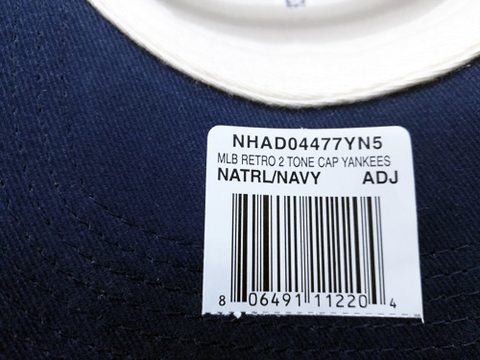 NHAD04477YN5
MLB RETRO 2 TONE CAP YANKEES
NATRL/NAVY ADJ
8 06491 11220 4